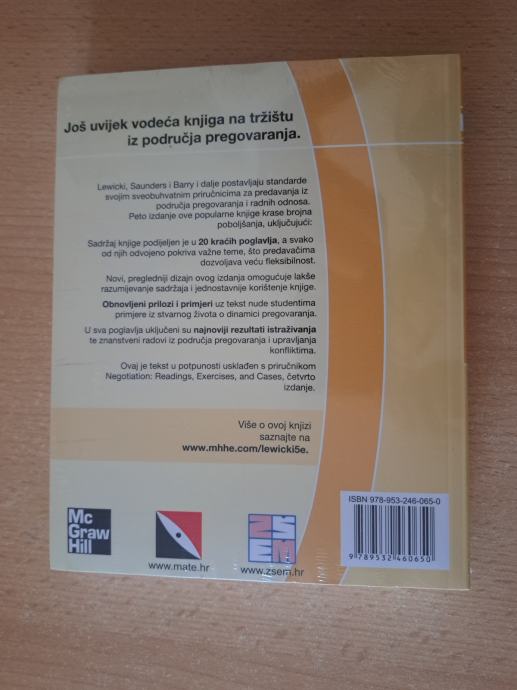 Još uvijek vodeća knjiga na tržištu
iz područja pregovaranja.
Lewicki, Saunders i Barry i dalje postavljaju standarde
svojim sveobuhvatnim priručnicima za predavanja iz
područja pregovaranja i radnih odnosa.
Peto izdanje ove popularne knjige krase brojna
poboljšanja, uključujući:
Sadržaj knjige podijeljen je u 20 kraćih poglavlja, a svako
od njih odvojeno pokriva važne teme, što predavačima
dozvoljava veću fleksibilnost.
Novi, pregledniji dizajn ovog izdanja omogućuje lakše
razumijevanje sadržaja i jednostavnije korištenje knjige.
Obnovljeni prilozi i primjeri uz tekst nude studentima
primjere iz stvarnog života o dinamici pregovaranja.
U sva poglavlja uključeni su najnoviji rezultati istraživanja
te znanstveni radovi iz područja pregovaranja i upravljanja
konfliktima.
Ovaj je tekst u potpunosti usklađen s priručnikom
Negotiation: Readings, Exercises, and Cases, četvrto
izdanje.
Više o ovoj knjizi
saznajte na
www.mhhe.com/lewicki5e.
Mc
Graw
Hill
www.mate.hr
ZS
EM
www.zsem.hr
ISBN 978-953-246-065-0
9 789532 460650